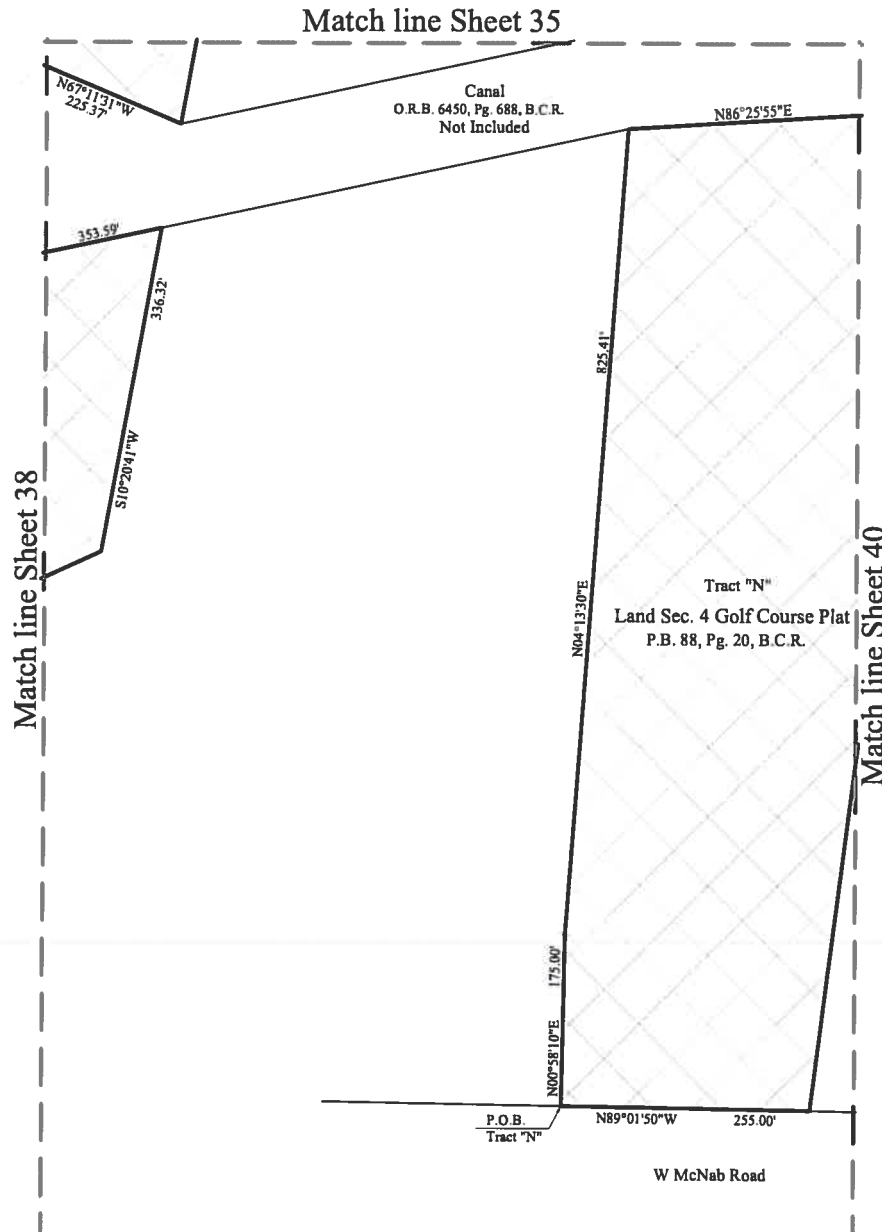 Match line Sheet 35
N67°11'31"W
225.37'
Canal
O.R.B. 6450, Pg. 688, B.C.R.
Not Included
N86°25'55"E
353.59'
336.32'
S10°20'41"W
825.41'
N04°13'30"E
Match line Sheet 38
Tract "N"
Land Sec. 4 Golf Course Plat
P.B. 88, Pg. 20, B.C.R.
Match line Sheet 40
175.00'
N00°58'10"E
P.O.B.
Tract "N"
N89°01'50"W
255.00'
W McNab Road